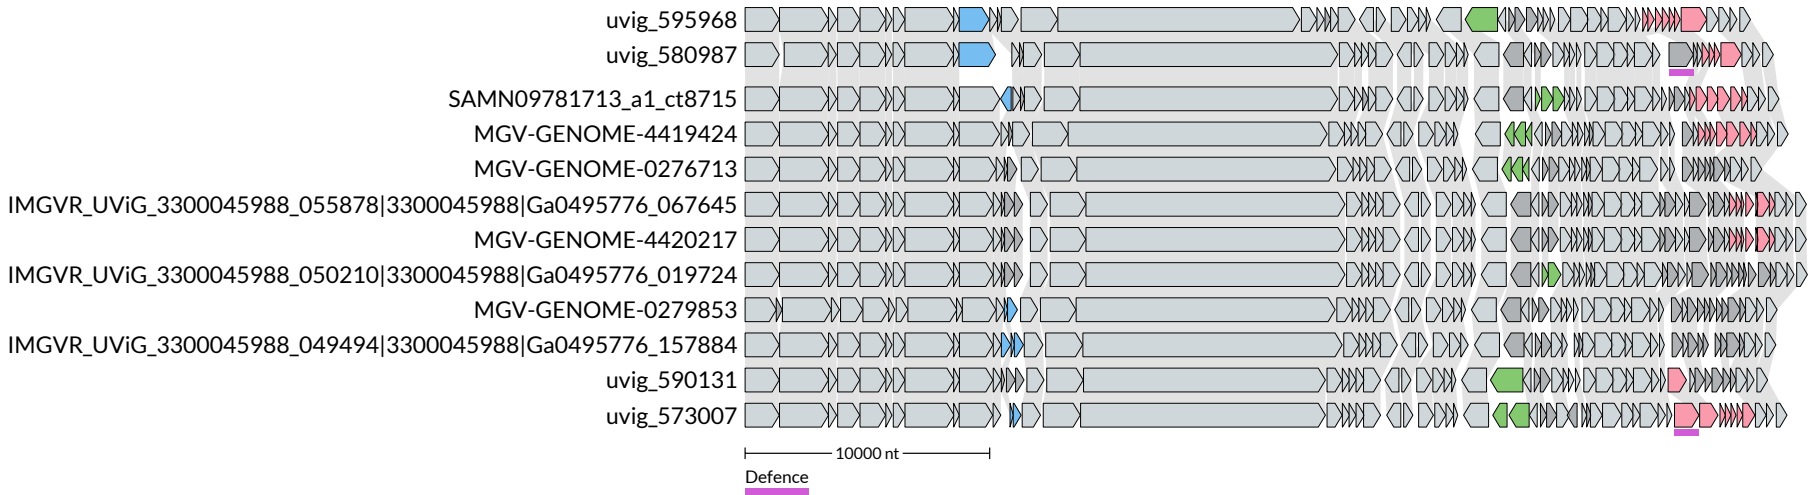 uvig_595968
uvig_580987
SAMN09781713_a1_ct8715
MGV-GENOME-4419424
MGV-GENOME-0276713
IMGVR_UViG_3300045988_055878|3300045988|Ga0495776_067645
MGV-GENOME-4420217
IMGVR_UViG_3300045988_050210|3300045988|Ga0495776_019724
MGV-GENOME-0279853
IMGVR_UViG_3300045988_049494|3300045988|Ga0495776_157884
uvig_590131
uvig_573007
10000 nt
Defence